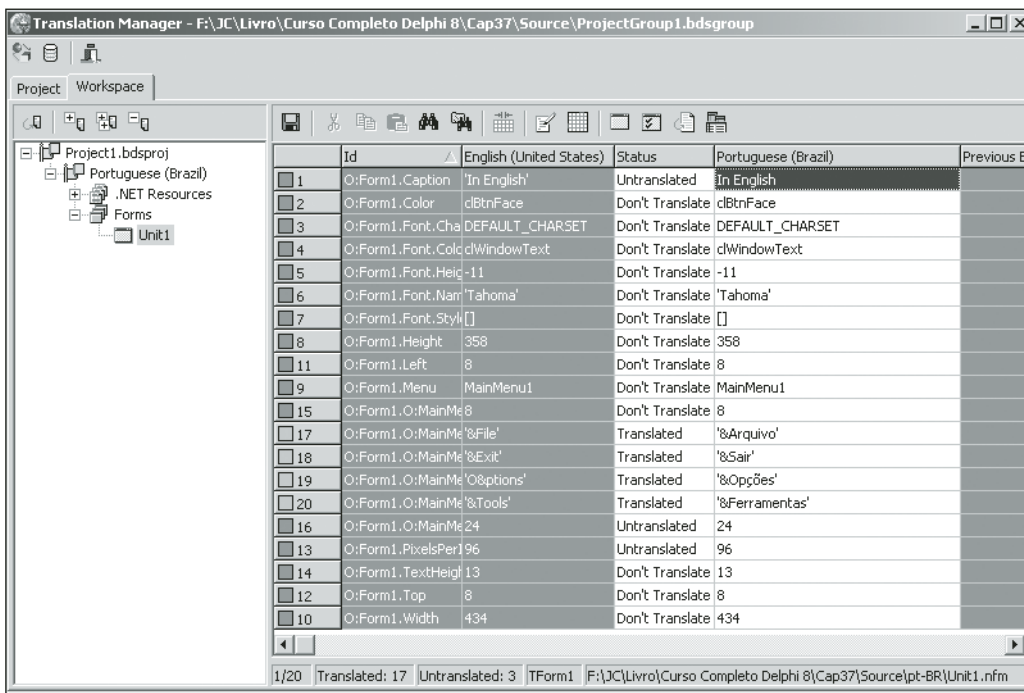 Translation Manager - F:\JC\Livro\Curso Completo Delphi 8\Cap37\Source\ProjectGroup1.bdsgroup
Project Workspace
Project1.bdsproj
Portuguese (Brazil)
.NET Resources
Forms
Unit1
Id English (United States) Status Portuguese (Brazil) Previous E
1 O:Form1.Caption 'In English' Untranslated In English
2 O:Form1.Color clBtnFace Don't Translate clBtnFace
3 O:Form1.Font.Cha DEFAULT_CHARSET Don't Translate DEFAULT_CHARSET
4 O:Form1.Font.Colc clWindowText Don't Translate clWindowText
5 O:Form1.Font.Heig -11 Don't Translate -11
6 O:Form1.Font.Nam 'Tahoma' Don't Translate 'Tahoma'
7 O:Form1.Font.Style [] Don't Translate []
8 O:Form1.Height 358 Don't Translate 358
11 O:Form1.Left 8 Don't Translate 8
9 O:Form1.Menu MainMenu1 Don't Translate MainMenu1
15 O:Form1.O:MainMe 8 Don't Translate 8
17 O:Form1.O:MainMe '&File' Translated '&Arquivo'
18 O:Form1.O:MainMe '&Exit' Translated '&Sair'
19 O:Form1.O:MainMe 'O&ptions' Translated '&Opções'
20 O:Form1.O:MainMe '&Tools' Translated '&Ferramentas'
16 O:Form1.O:MainMe 24 Untranslated 24
13 O:Form1.PixelsPerI 96 Untranslated 96
14 O:Form1.TextHeigh 13 Don't Translate 13
12 O:Form1.Top 8 Don't Translate 8
10 O:Form1.Width 434 Don't Translate 434
1/20 Translated: 17 Untranslated: 3 TForm1 F:\JC\Livro\Curso Completo Delphi 8\Cap37\Source\pt-BR\Unit1.nfm